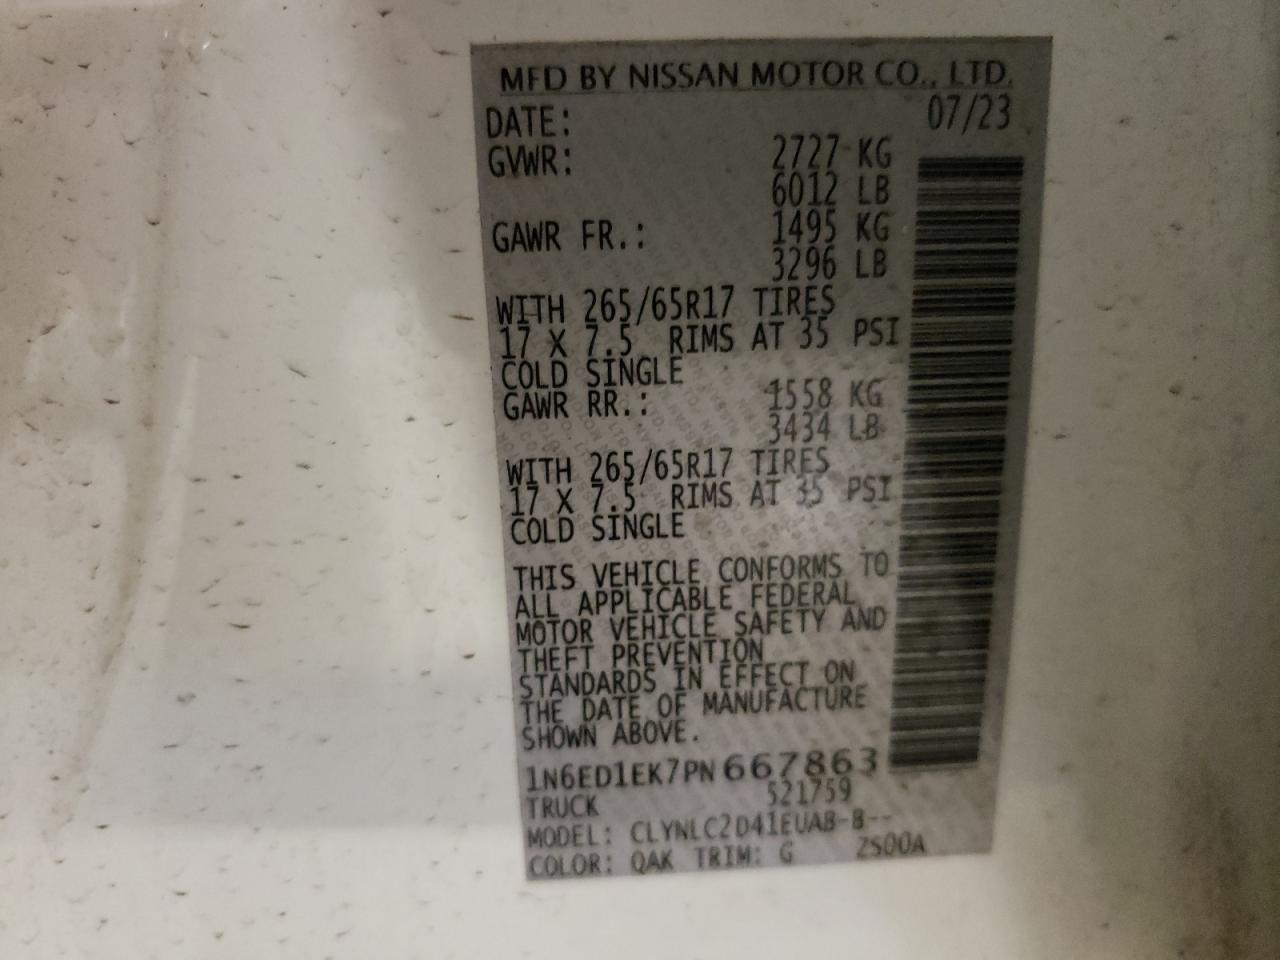 MFD BY NISSAN MOTOR CO., LTD.
DATE: 07/23
GVWR: 2727 KG
6012 LB
GAWR FR.: 1495 KG
3296 LB
WITH 265/65R17 TIRES
17 X 7.5 RIMS AT 35 PSI
COLD SINGLE
GAWR RR.: 1558 KG
3434 LB
WITH 265/65R17 TIRES
17 X 7.5 RIMS AT 35 PSI
COLD SINGLE
THIS VEHICLE CONFORMS TO
ALL APPLICABLE FEDERAL
MOTOR VEHICLE SAFETY AND
THEFT PREVENTION
STANDARDS IN EFFECT ON
THE DATE OF MANUFACTURE
SHOWN ABOVE.
1N6ED1EK7PN667863
TRUCK 521759
MODEL: CLYNLC2D41EUAB-B--
COLOR: QAK TRIM: G ZS00A